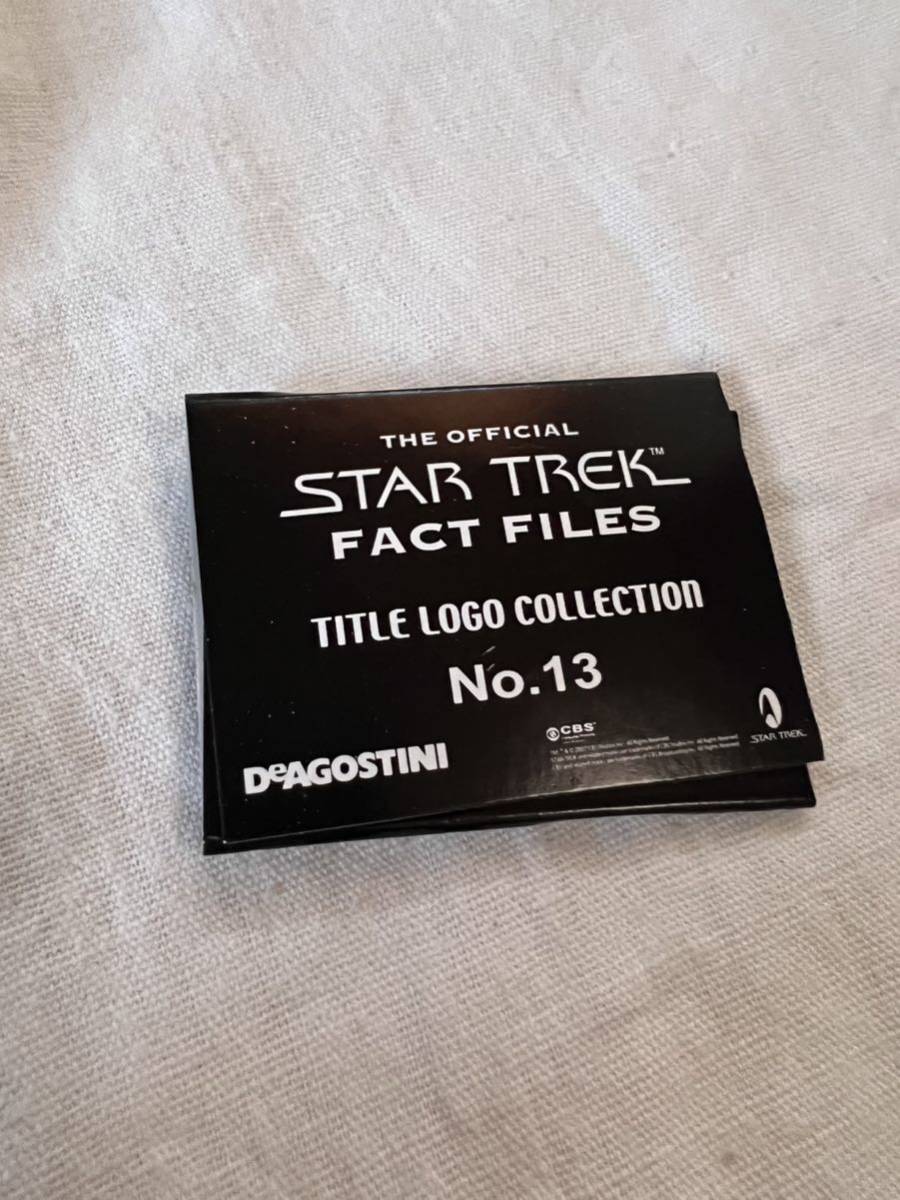 THE OFFICIAL
STAR TREK™
FACT FILES
TITLE LOGO COLLECTION
No.13
DeAGOSTINI
CBS
STAR TREK